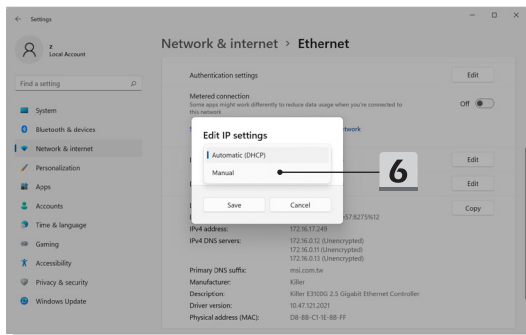 Settings
z
Local Account
Find a setting
System
Bluetooth & devices
Network & internet
Personalization
Apps
Accounts
Time & language
Gaming
Accessibility
Privacy & security
Windows Update
Network & internet > Ethernet
Authentication settings
Edit
Metered connection
Some apps might work differently to reduce data usage when you're connected to
this network
Off
Edit IP settings
Automatic (DHCP)
Manual
6
Save
Cancel
Edit
Edit
Copy
IPv4 address: 172.16.17.249
IPv4 DNS servers: 172.16.0.12 (Unencrypted)
172.16.0.11 (Unencrypted)
172.16.0.13 (Unencrypted)
Primary DNS suffix: msi.com.tw
Manufacturer: Killer
Description: Killer E3100G 2.5 Gigabit Ethernet Controller
Driver version: 10.47.121.2021
Physical address (MAC): D8-BB-C1-1E-8B-FF